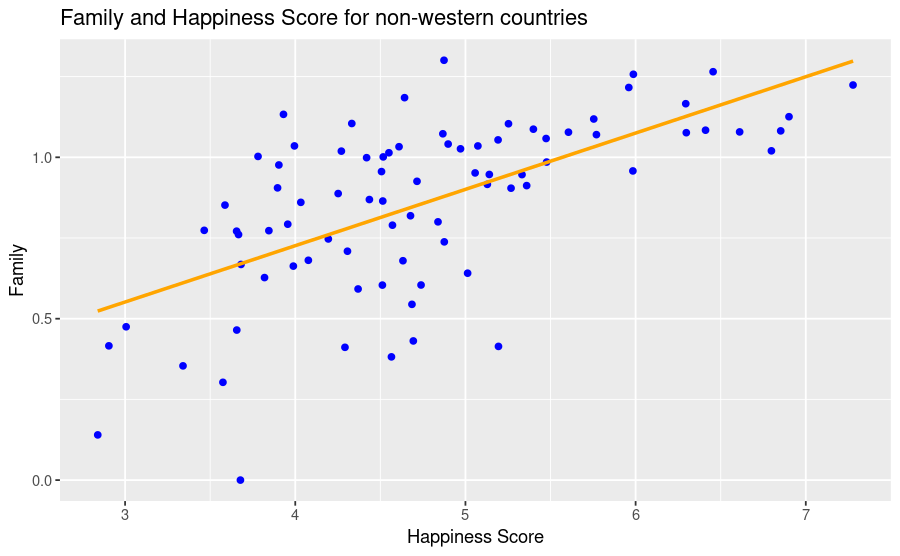 Family and Happiness Score for non-western countries
Family
1.0
0.5
0.0
3 4 5 6 7
Happiness Score